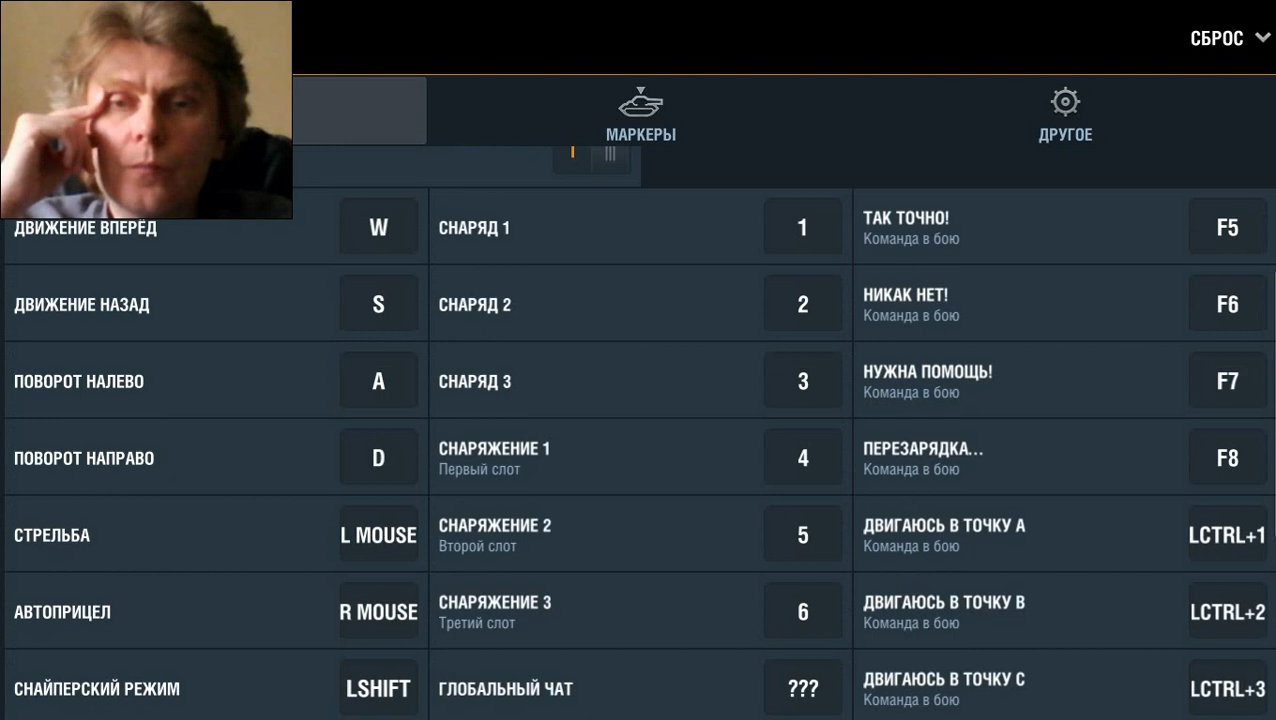 СБРОС
МАРКЕРЫ
ДРУГОЕ
ДВИЖЕНИЕ ВПЕРЁД
W
СНАРЯД 1
1
ТАК ТОЧНО!
Команда в бою
F5
ДВИЖЕНИЕ НАЗАД
S
СНАРЯД 2
2
НИКАК НЕТ!
Команда в бою
F6
ПОВОРОТ НАЛЕВО
A
СНАРЯД 3
3
НУЖНА ПОМОЩЬ!
Команда в бою
F7
ПОВОРОТ НАПРАВО
D
СНАРЯЖЕНИЕ 1
Первый слот
4
ПЕРЕЗАРЯДКА...
Команда в бою
F8
СТРЕЛЬБА
L MOUSE
СНАРЯЖЕНИЕ 2
Второй слот
5
ДВИГАЮСЬ В ТОЧКУ A
Команда в бою
LCTRL+1
АВТОПРИЦЕЛ
R MOUSE
СНАРЯЖЕНИЕ 3
Третий слот
6
ДВИГАЮСЬ В ТОЧКУ B
Команда в бою
LCTRL+2
СНАЙПЕРСКИЙ РЕЖИМ
LSHIFT
ГЛОБАЛЬНЫЙ ЧАТ
???
ДВИГАЮСЬ В ТОЧКУ C
Команда в бою
LCTRL+3